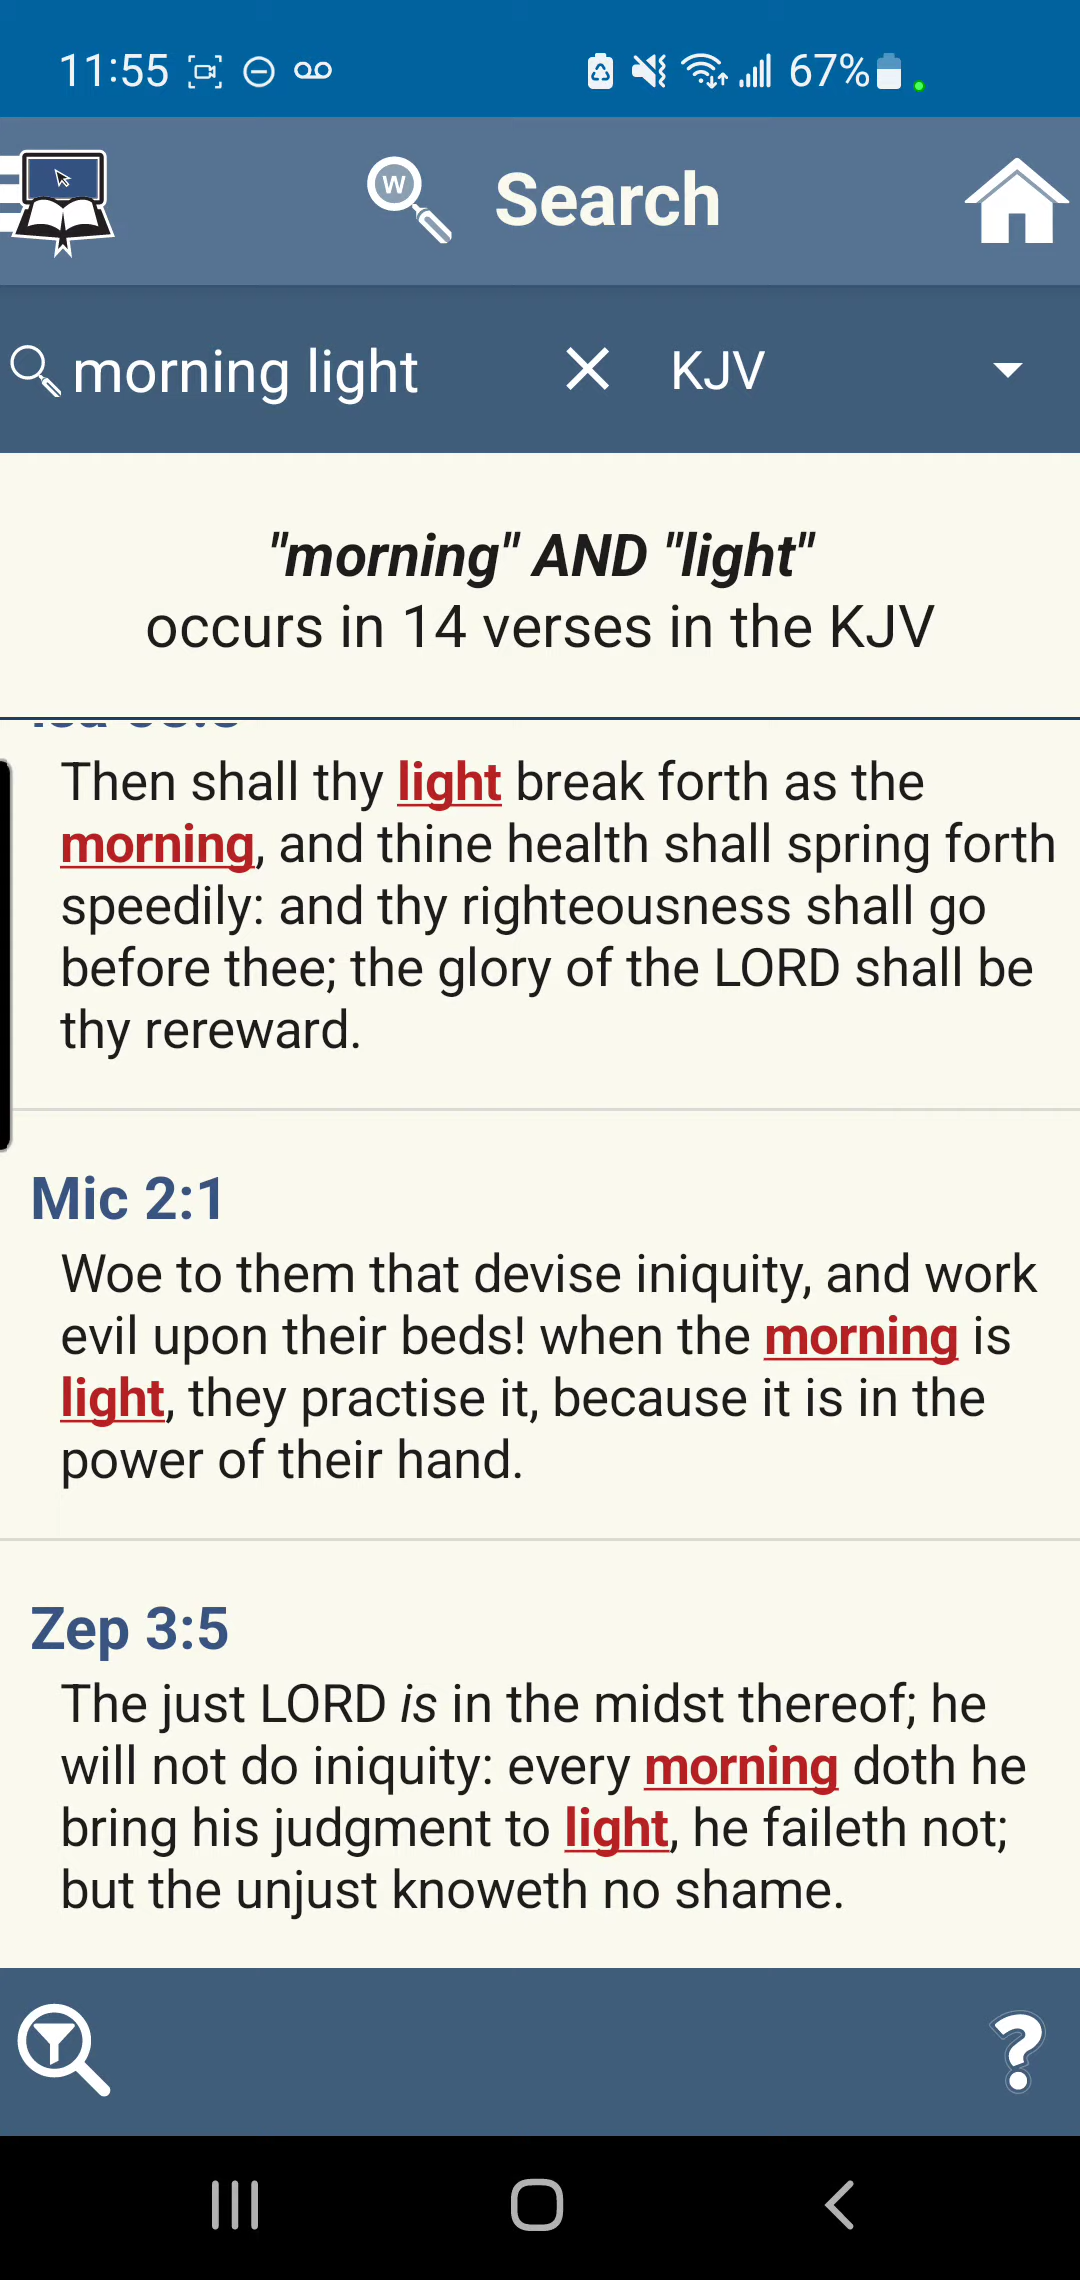 11:55 67%
W Search
morning light KJV
"morning" AND "light"
occurs in 14 verses in the KJV
Then shall thy light break forth as the
morning, and thine health shall spring forth
speedily: and thy righteousness shall go
before thee; the glory of the LORD shall be
thy rereward.
Mic 2:1
Woe to them that devise iniquity, and work
evil upon their beds! when the morning is
light, they practise it, because it is in the
power of their hand.
Zep 3:5
The just LORD is in the midst thereof; he
will not do iniquity: every morning doth he
bring his judgment to light, he faileth not;
but the unjust knoweth no shame.
?